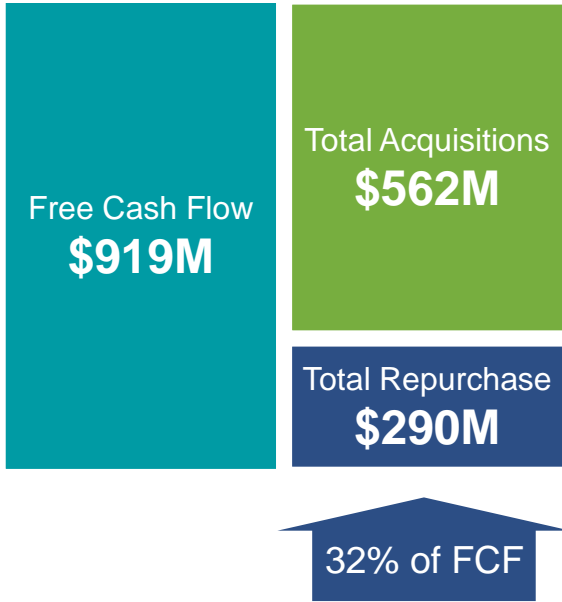 Free Cash Flow
$919M
Total Acquisitions
$562M
Total Repurchase
$290M
32% of FCF